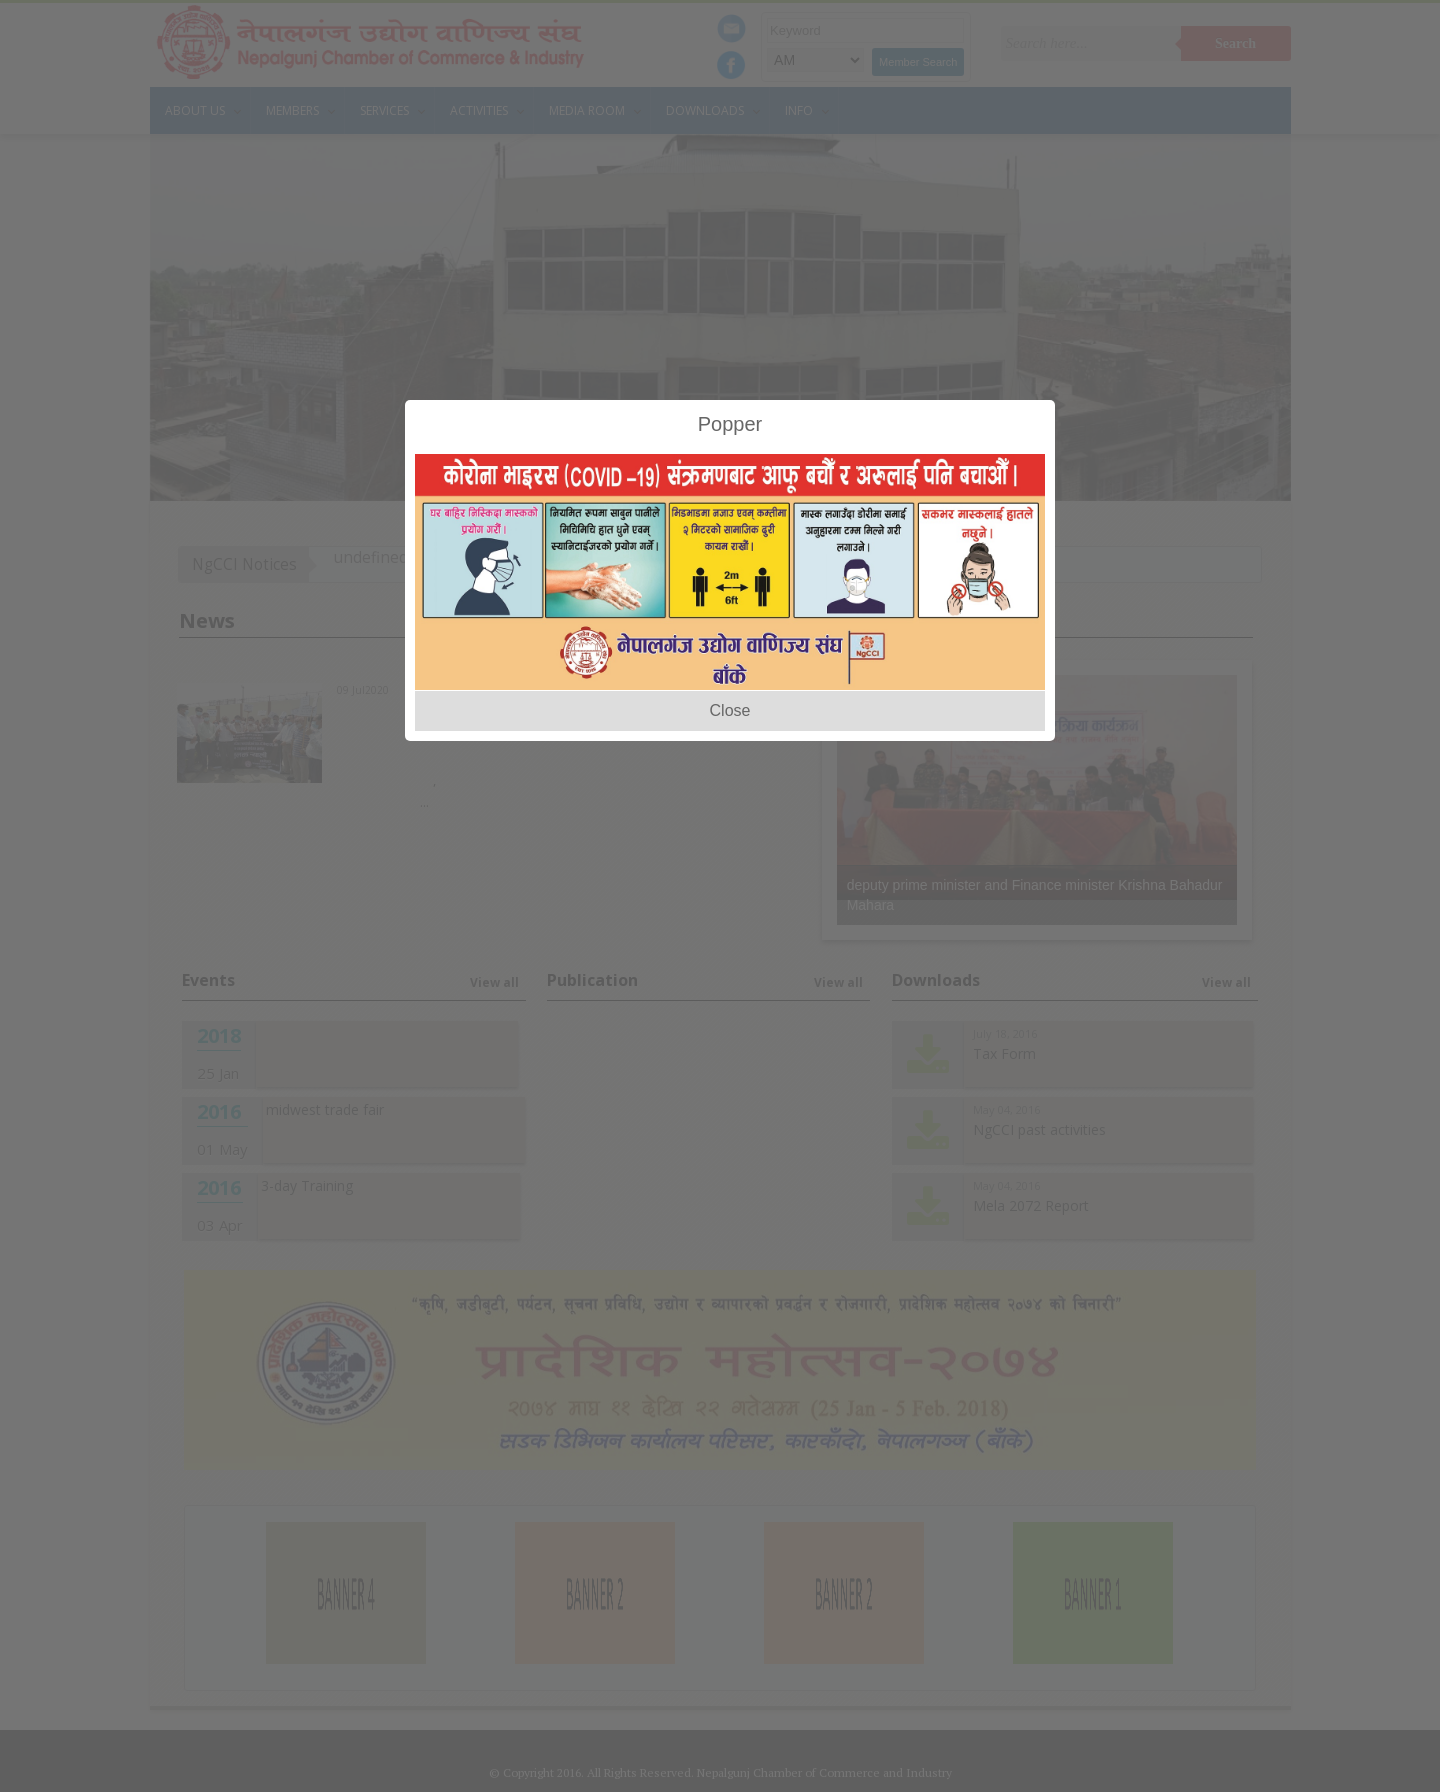 नेपालगंज उद्योग वाणिज्य संघ
Nepalgunj Chamber of Commerce & Industry
Keyword
AM
Member Search
Search here ...
Search
ABOUT US
MEMBERS
SERVICES
ACTIVITIES
MEDIA ROOM
DOWNLOADS
INFO
Popper
कोरोना भाइरस (COVID –19) संक्रमणबाट आफू बचौं र अरूलाई पनि बचाऔं ।
घर बाहिर निस्किदा मास्कको
प्रयोग गरौं ।
नियमित रूपमा साबुन पानीले
मिचिमिचि हात धुने एवम्
स्यानिटाईजरको प्रयोग गर्ने ।
भिडभाडमा नजाउ एवम् कम्तीमा
२ मिटरको सामाजिक दुरी
कायम राखौं ।
2m
6ft
मास्क लगाउँदा डोरीमा समाई
अनुहारमा टम्म मिल्ने गरी
लगाउने ।
सकभर मास्कलाई हातले
नछुने ।
नेपालगंज उद्योग वाणिज्य संघ
बाँके
NgCCI
Close
NgCCI Notices
undefined
News
09 Jul2020
,
...
deputy prime minister and Finance minister Krishna Bahadur
Mahara
Events
View all
Publication
View all
Downloads
View all
2018
25 Jan
2016
01 May
midwest trade fair
2016
03 Apr
3-day Training
July 18, 2016
Tax Form
May 04, 2016
NgCCI past activities
May 04, 2016
Mela 2072 Report
“कृषि, जडीबुटी, पर्यटन, सूचना प्रविधि, उद्योग र व्यापारको प्रवर्द्धन र रोजगारी, प्रादेशिक महोत्सव २०७४ को चिनारी”
प्रादेशिक महोत्सव-२०७४
२०७४ माघ ११ देखि २२ गतेसम्म (25 Jan - 5 Feb. 2018)
सडक डिभिजन कार्यालय परिसर, कारकाँदो, नेपालगञ्ज (बाँके)
BANNER 4
BANNER 2
BANNER 2
BANNER 1
© Copyright 2016. All Rights Reserved. Nepalgunj Chamber of Commerce and Industry